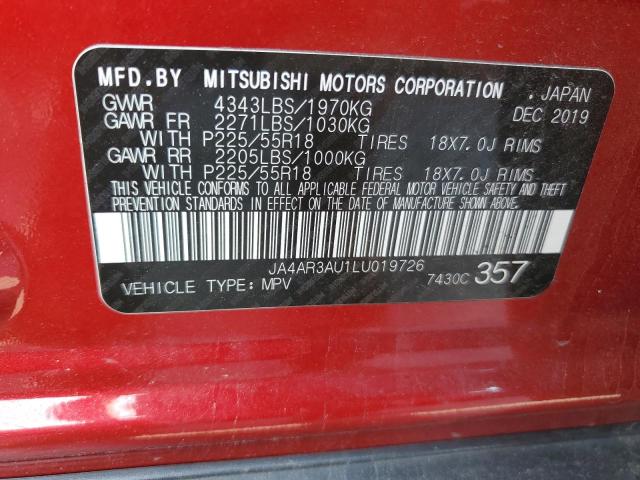 MFD.BY MITSUBISHI MOTORS CORPORATION , JAPAN
GVWR 4343LBS/1970KG DEC 2019
GAWR FR 2271LBS/1030KG
WITH P225/55R18 TIRES 18X7.0J RIMS
GAWR RR 2205LBS/1000KG
WITH P225/55R18 TIRES 18X7.0J RIMS
THIS VEHICLE CONFORMS TO ALL APPLICABLE FEDERAL MOTOR VEHICLE SAFETY AND THEFT
PREVENTION STANDARDS IN EFFECT ON THE DATE OF MANUFACTURE SHOWN ABOVE.
JA4AR3AU1LU019726
VEHICLE TYPE: MPV 7430C 357